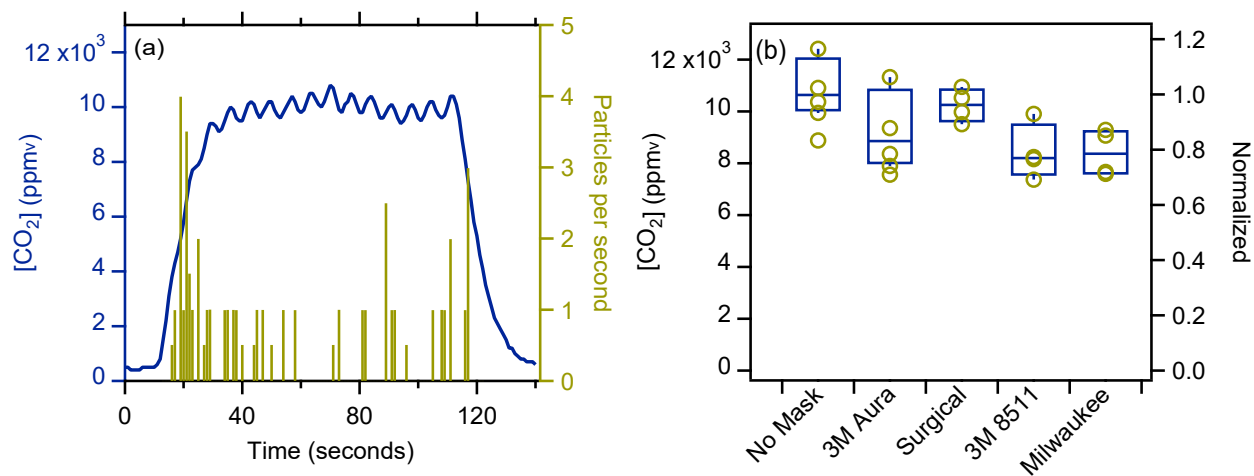 (a)
12 x10³
10
8
6
4
2
0
[CO₂] (ppmv)
5
4
3
2
1
0
Particles per second
0
40
80
120
Time (seconds)
(b)
12 x10³
10
8
6
4
2
0
[CO₂] (ppmv)
1.2
1.0
0.8
0.6
0.4
0.2
0.0
Normalized
No Mask
3M Aura
Surgical
3M 8511
Milwaukee